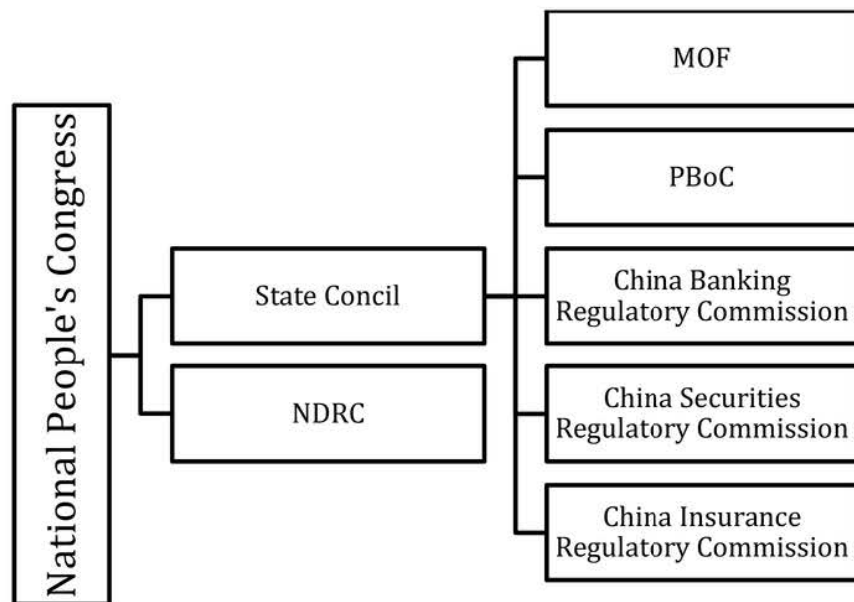 National People's Congress
State Concil
NDRC
MOF
PBoC
China Banking
Regulatory Commission
China Securities
Regulatory Commission
China Insurance
Regulatory Commission